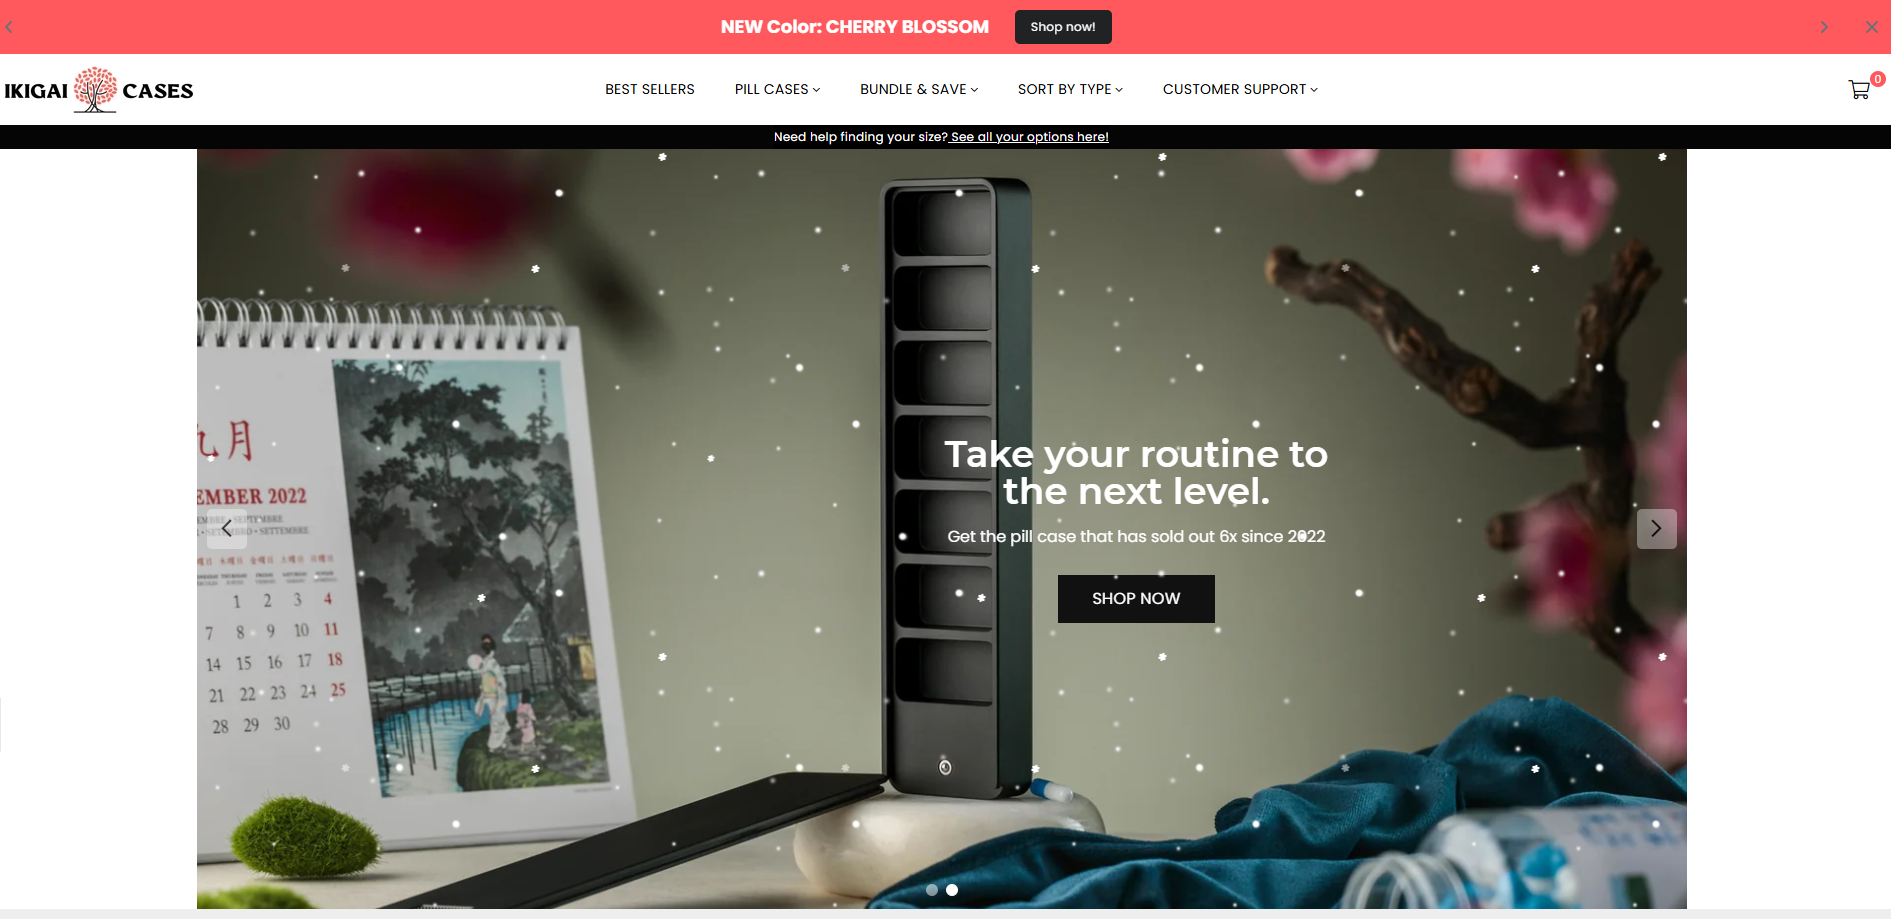 NEW Color: CHERRY BLOSSOM
Shop now!
IKIGAI CASES
BEST SELLERS
PILL CASES
BUNDLE & SAVE
SORT BY TYPE
CUSTOMER SUPPORT
0
Need help finding your size? See all your options here!
九月
EMBER 2022
1 2 3 4
7 8 9 10 11
14 15 16 17 18
21 22 23 24 25
28 29 30
Take your routine to
the next level.
Get the pill case that has sold out 6x since 2022
SHOP NOW